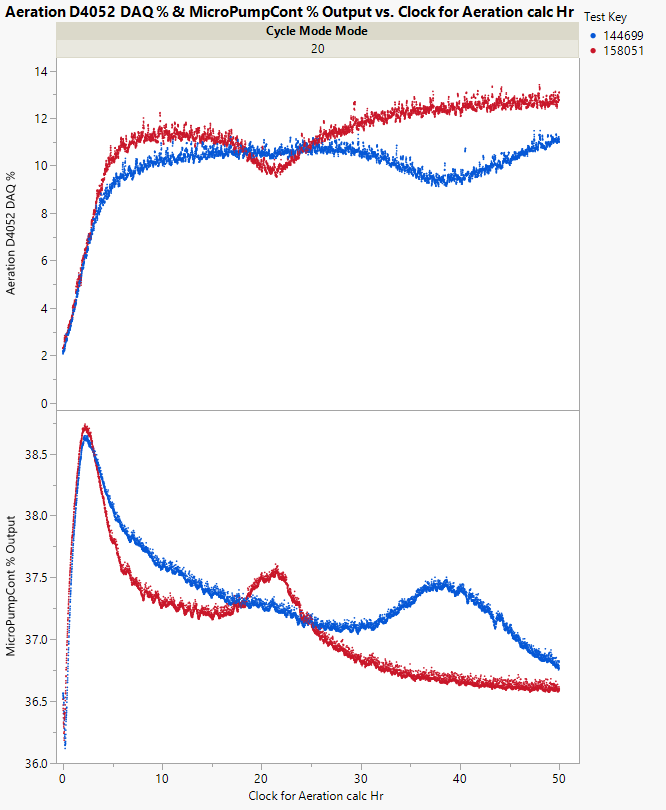 Aeration D4052 DAQ % & MicroPumpCont % Output vs. Clock for Aeration calc Hr
Test Key
144699
158051
Cycle Mode Mode
20
Aeration D4052 DAQ %
14
12
10
8
6
4
2
0
MicroPumpCont % Output
38.5
38.0
37.5
37.0
36.5
36.0
0 10 20 30 40 50
Clock for Aeration calc Hr